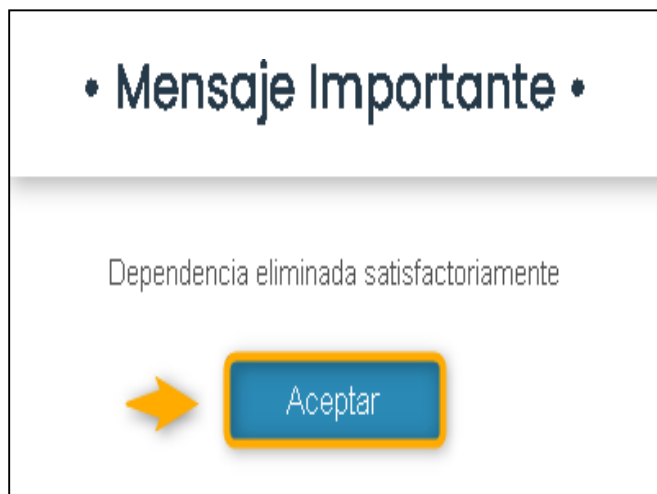 • Mensaje Importante •
Dependencia eliminada satisfactoriamente
Aceptar